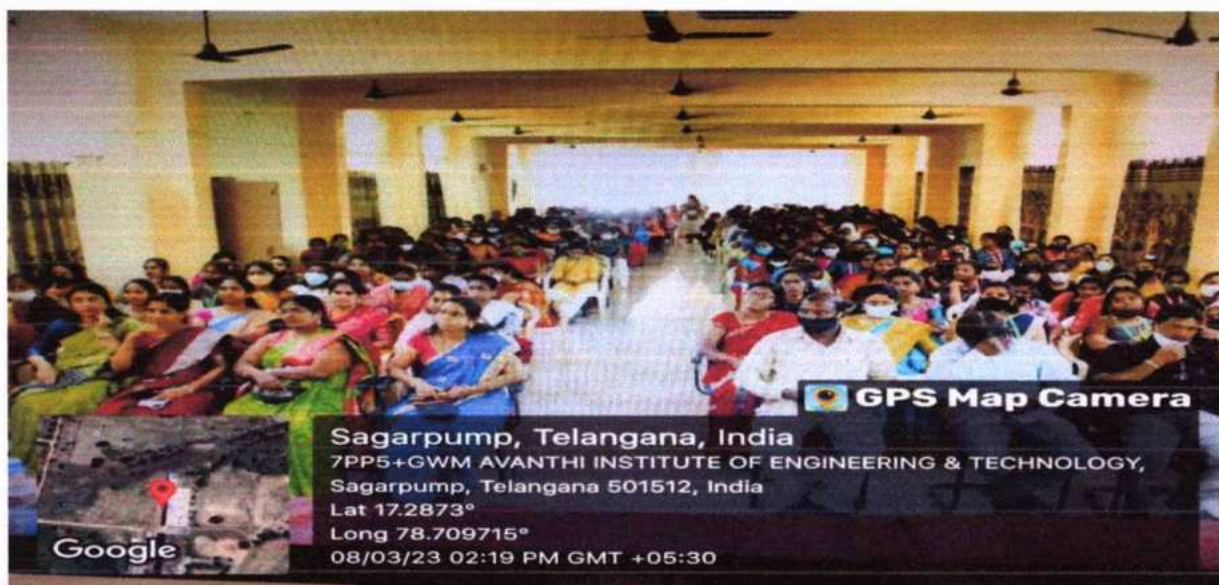 GPS Map Camera
Sagarpump, Telangana, India
7PP5+GWM AVANTHI INSTITUTE OF ENGINEERING & TECHNOLOGY,
Sagarpump, Telangana 501512, India
Lat 17.2873°
Long 78.709715°
08/03/23 02:19 PM GMT +05:30
Google